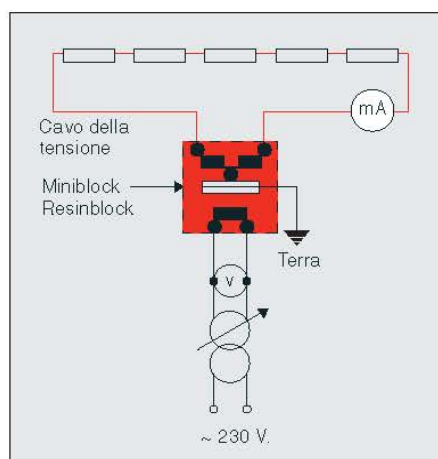 mA
Cavo della
tensione
Miniblock
Resinblock
Terra
V
~ 230 V.